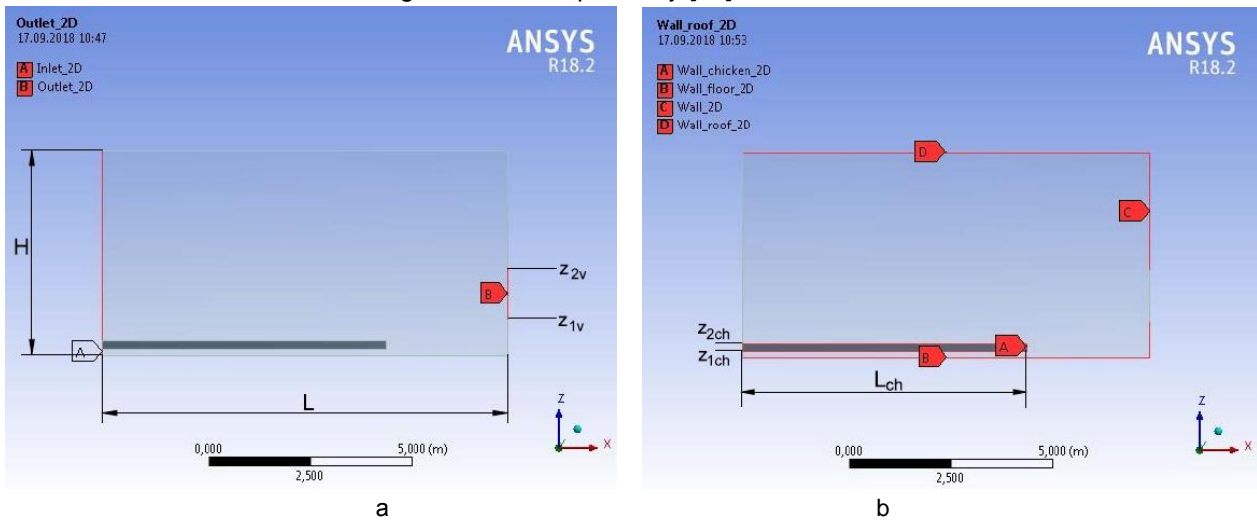 Outlet_2D
17.09.2018 10:47
A Inlet_2D
B Outlet_2D
ANSYS
R18.2
H
z2v
B
z1v
A
L
Z
Y
X
0,000 5,000 (m)
2,500
a
Wall_roof_2D
17.09.2018 10:53
A Wall_chicken_2D
B Wall_floor_2D
C Wall_2D
D Wall_roof_2D
ANSYS
R18.2
D
C
z2ch
A
z1ch
B
Lch
Z
X
0,000 5,000 (m)
2,500
b